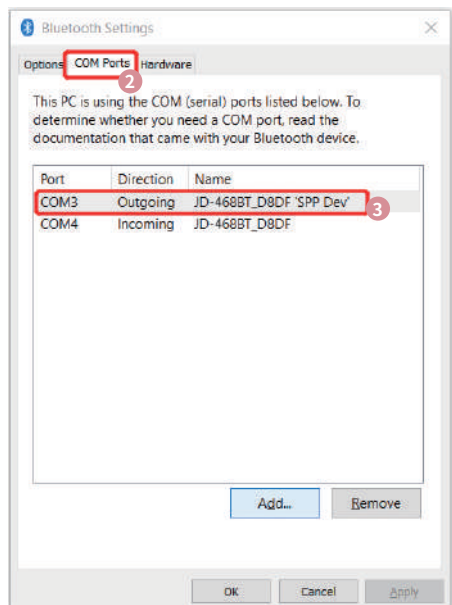 Bluetooth Settings
Options COM Ports Hardware
2
This PC is using the COM (serial) ports listed below. To
determine whether you need a COM port, read the
documentation that came with your Bluetooth device.
Port Direction Name
COM3 Outgoing JD-468BT_D8DF 'SPP Dev'
3
COM4 Incoming JD-468BT_D8DF
Add... Remove
OK Cancel Apply